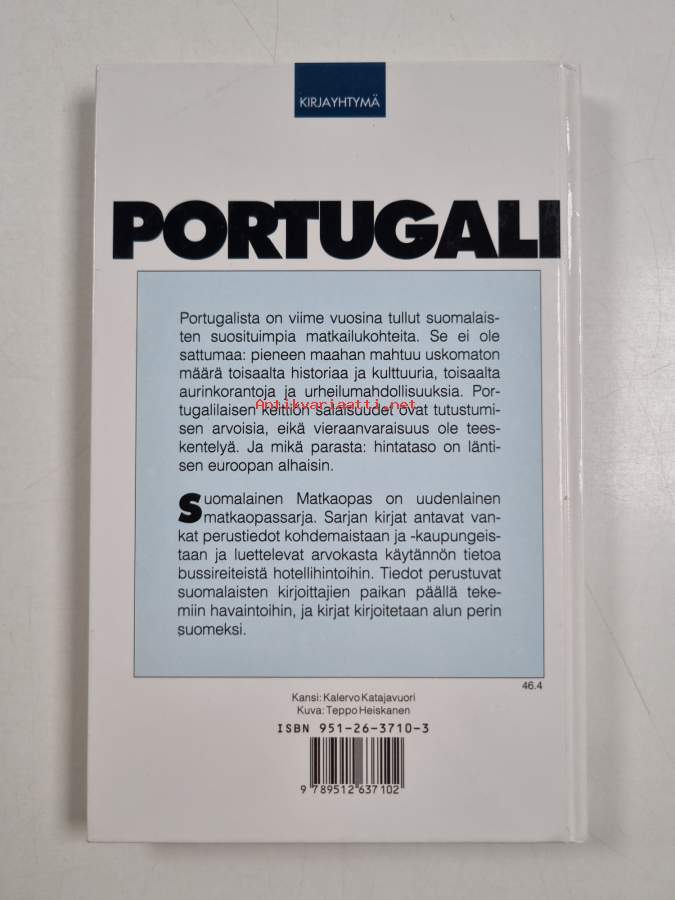 KIRJAYHTYMÄ
PORTUGALI
Portugalista on viime vuosina tullut suomalais-
ten suosituimpia matkailukohteita. Se ei ole
sattumaa: pieneen maahan mahtuu uskomaton
määrä toisaalta historiaa ja kulttuuria, toisaalta
aurinkorantoja ja urheilumahdollisuuksia. Por-
Antikvariaatti.net
tugalilaisen keittiön salaisuudet ovat tutustumi-
sen arvoisia, eikä vieraanvaraisuus ole tees-
kentelyä. Ja mikä parasta: hintataso on länti-
sen euroopan alhaisin.
Suomalainen Matkaopas on uudenlainen
matkaopassarja. Sarjan kirjat antavat van-
kat perustiedot kohdemaistaan ja -kaupungeis-
taan ja luettelevat arvokasta käytännön tietoa
bussireiteistä hotellihintoihin. Tiedot perustuvat
suomalaisten kirjoittajien paikan päällä teke-
miin havaintoihin, ja kirjat kirjoitetaan alun perin
suomeksi.
46.4
Kansi: Kalervo Katajavuori
Kuva: Teppo Heiskanen
ISBN 951-26-3710-3
9 789512 637102